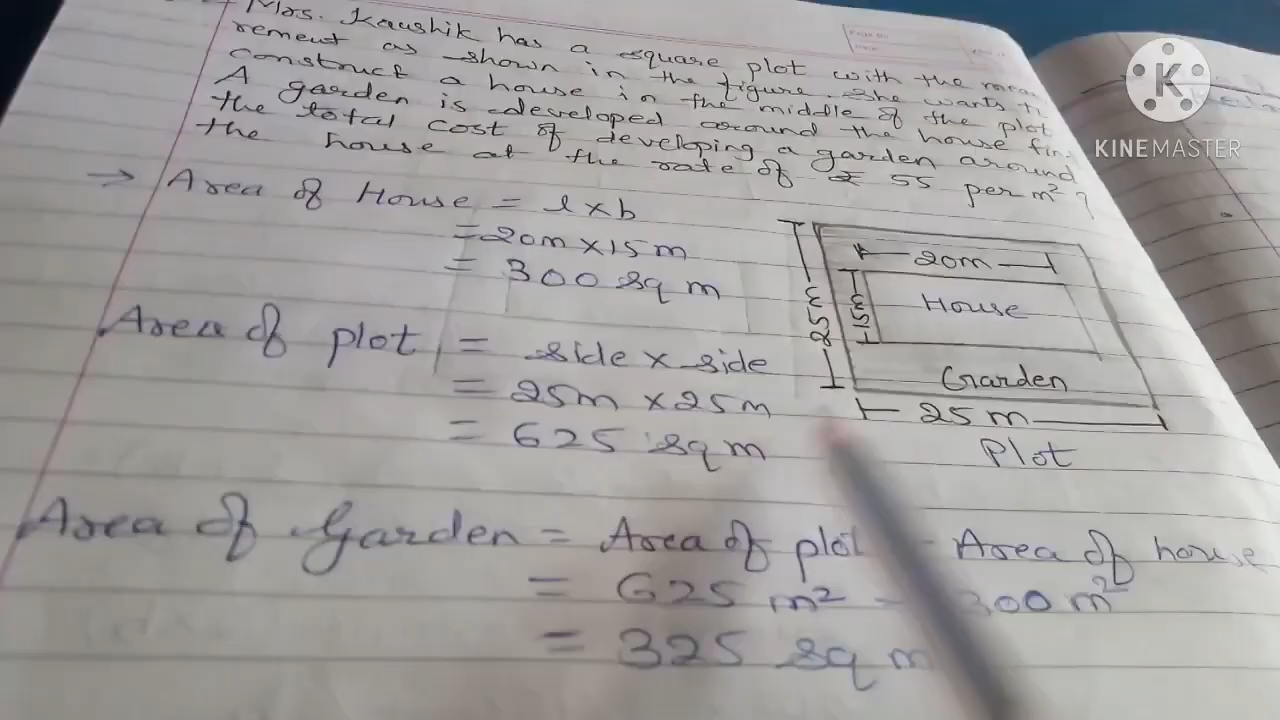 Mrs. Kaushik has a square plot with the mea
rement as shown in the figure. She wants t
construct a house in the middle of the plot
A garden is developed around the house fin
the total cost of developing a garden around
the house at the rate of ₹ 55 per m² ?
→ Area of House = l x b
= 20m x 15m
= 300 sq m
Area of plot = side x side
= 25m x 25m
= 625 sq m
Area of Garden = Area of plot - Area of house
= 625 m² - 300 m²
= 325 sq m
20m
House
15m
25m
Garden
25m
Plot
K
KINEMASTER